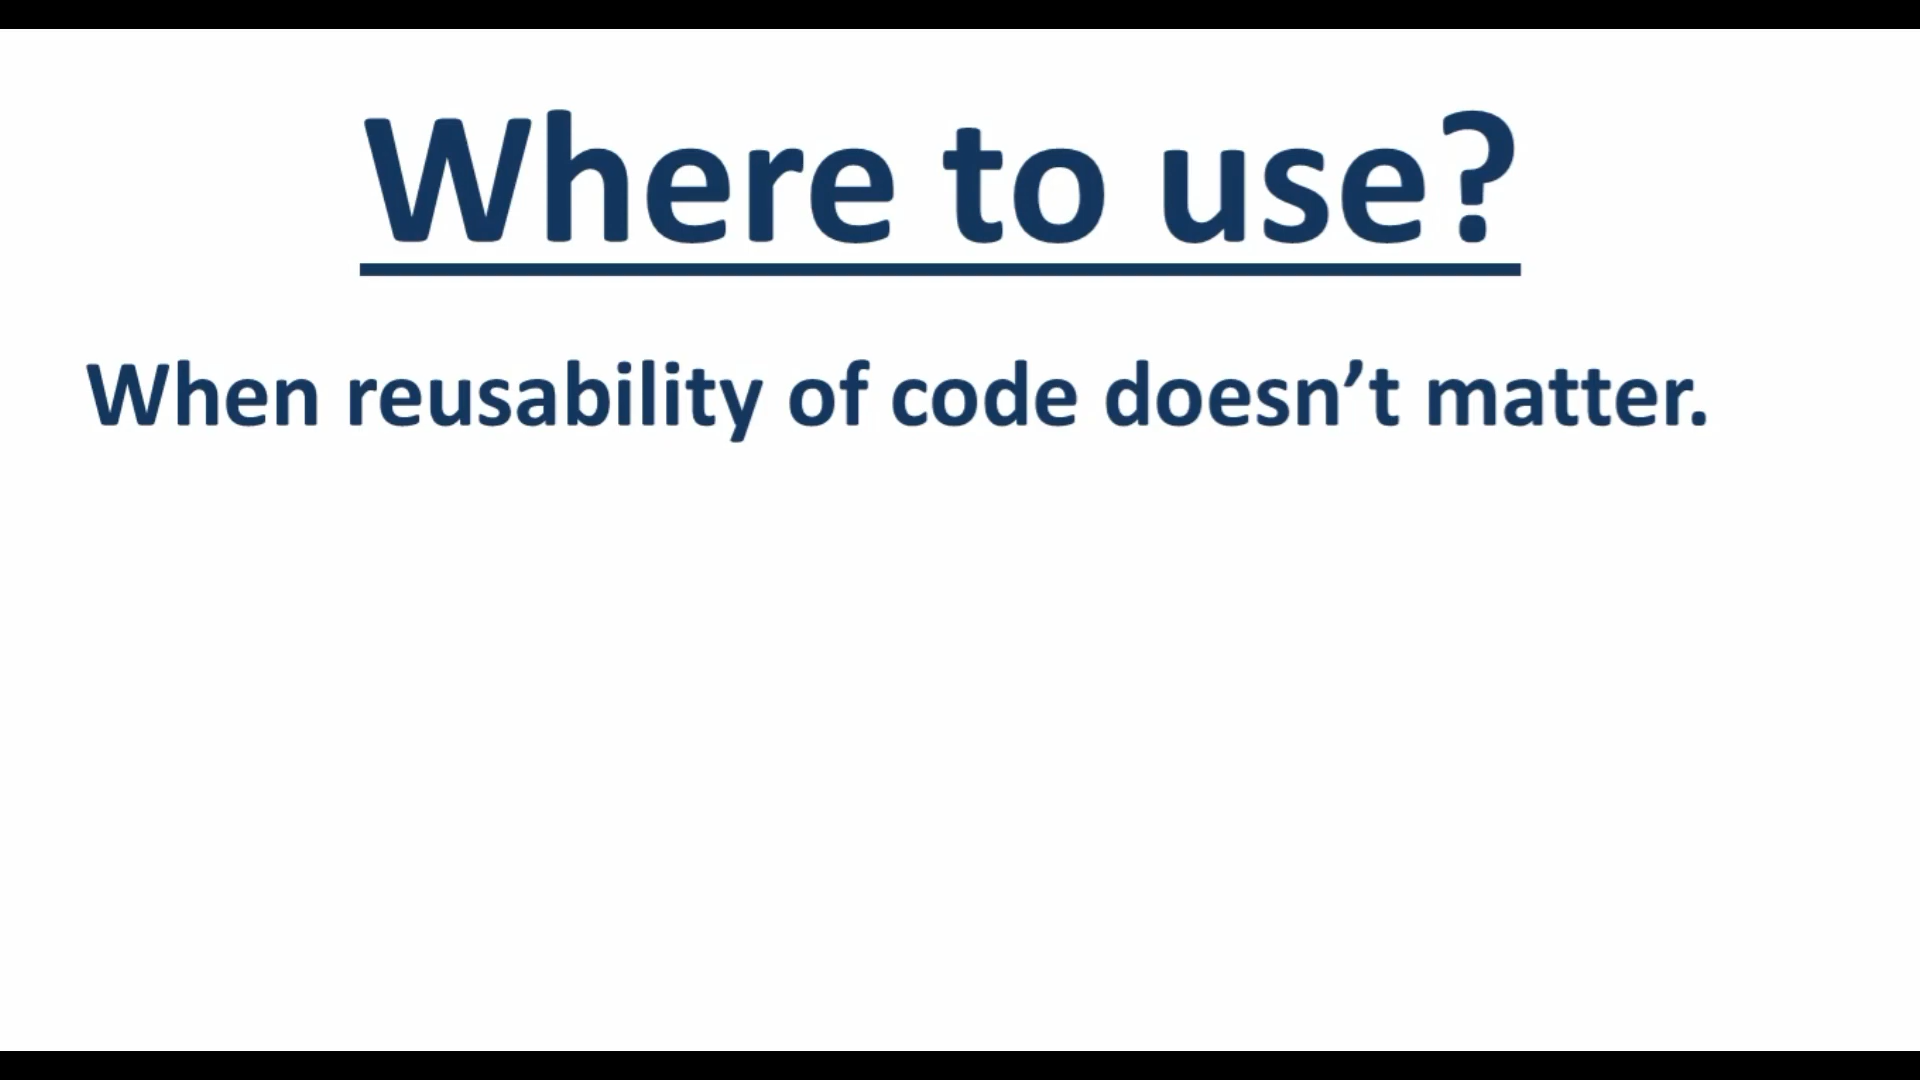 Where to use?
When reusability of code doesn’t matter.